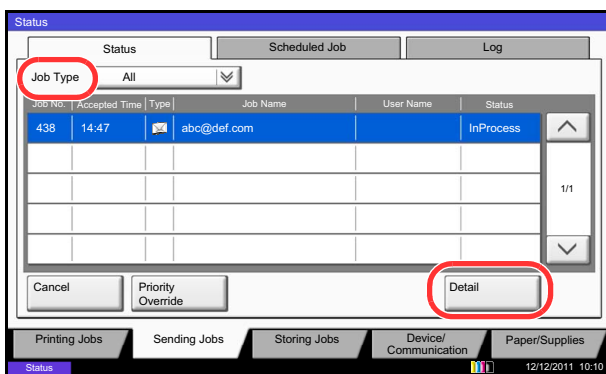 Status
Status Scheduled Job Log
Job Type All
Job No. Accepted Time Type Job Name User Name Status
438 14:47 abc@def.com InProcess
1/1
Cancel Priority Override Detail
Printing Jobs Sending Jobs Storing Jobs Device/ Communication Paper/Supplies
Status 12/12/2011 10:10